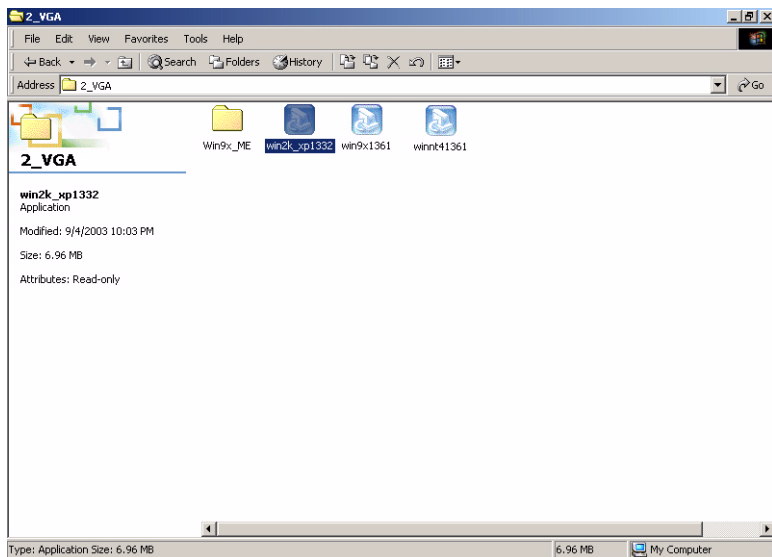 2_VGA
File Edit View Favorites Tools Help
Back Search Folders History
Address 2_VGA Go
Win9x_ME win2k_xp1332 win9x1361 winnt41361
2_VGA
win2k_xp1332
Application
Modified: 9/4/2003 10:03 PM
Size: 6.96 MB
Attributes: Read-only
Type: Application Size: 6.96 MB 6.96 MB My Computer